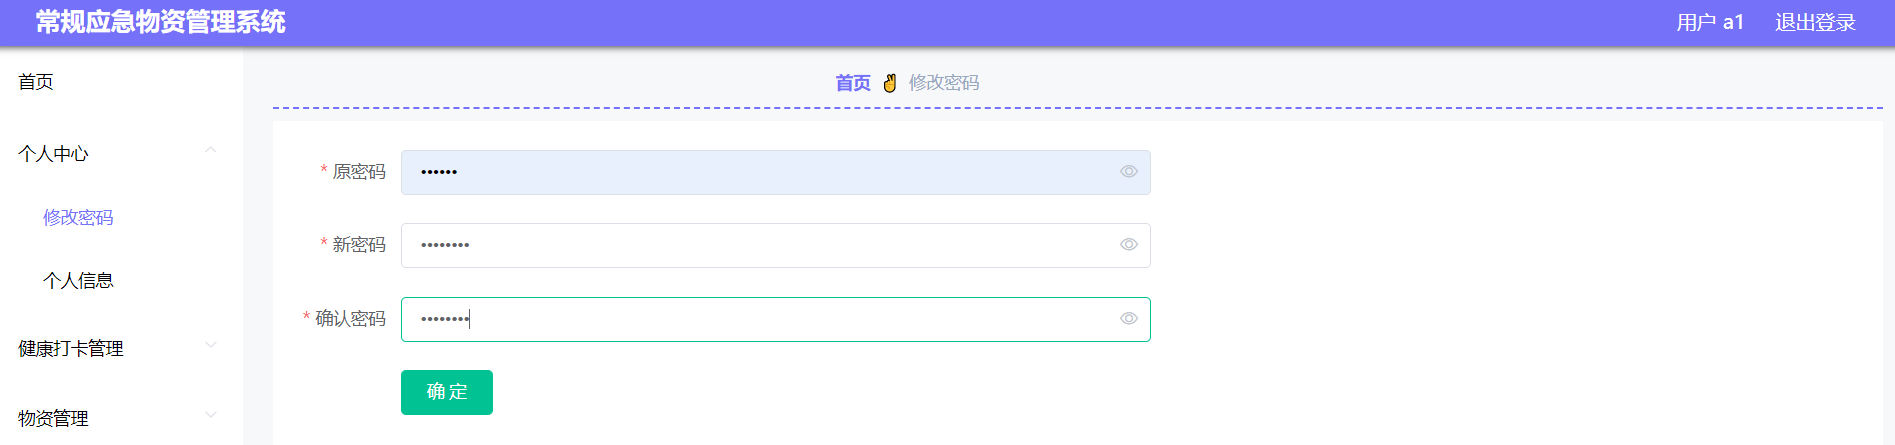 常规应急物资管理系统
用户 a1 退出登录
首页
个人中心
修改密码
个人信息
健康打卡管理
物资管理
首页 ✌ 修改密码
* 原密码 ••••••
* 新密码 ••••••••
* 确认密码 ••••••••
确定